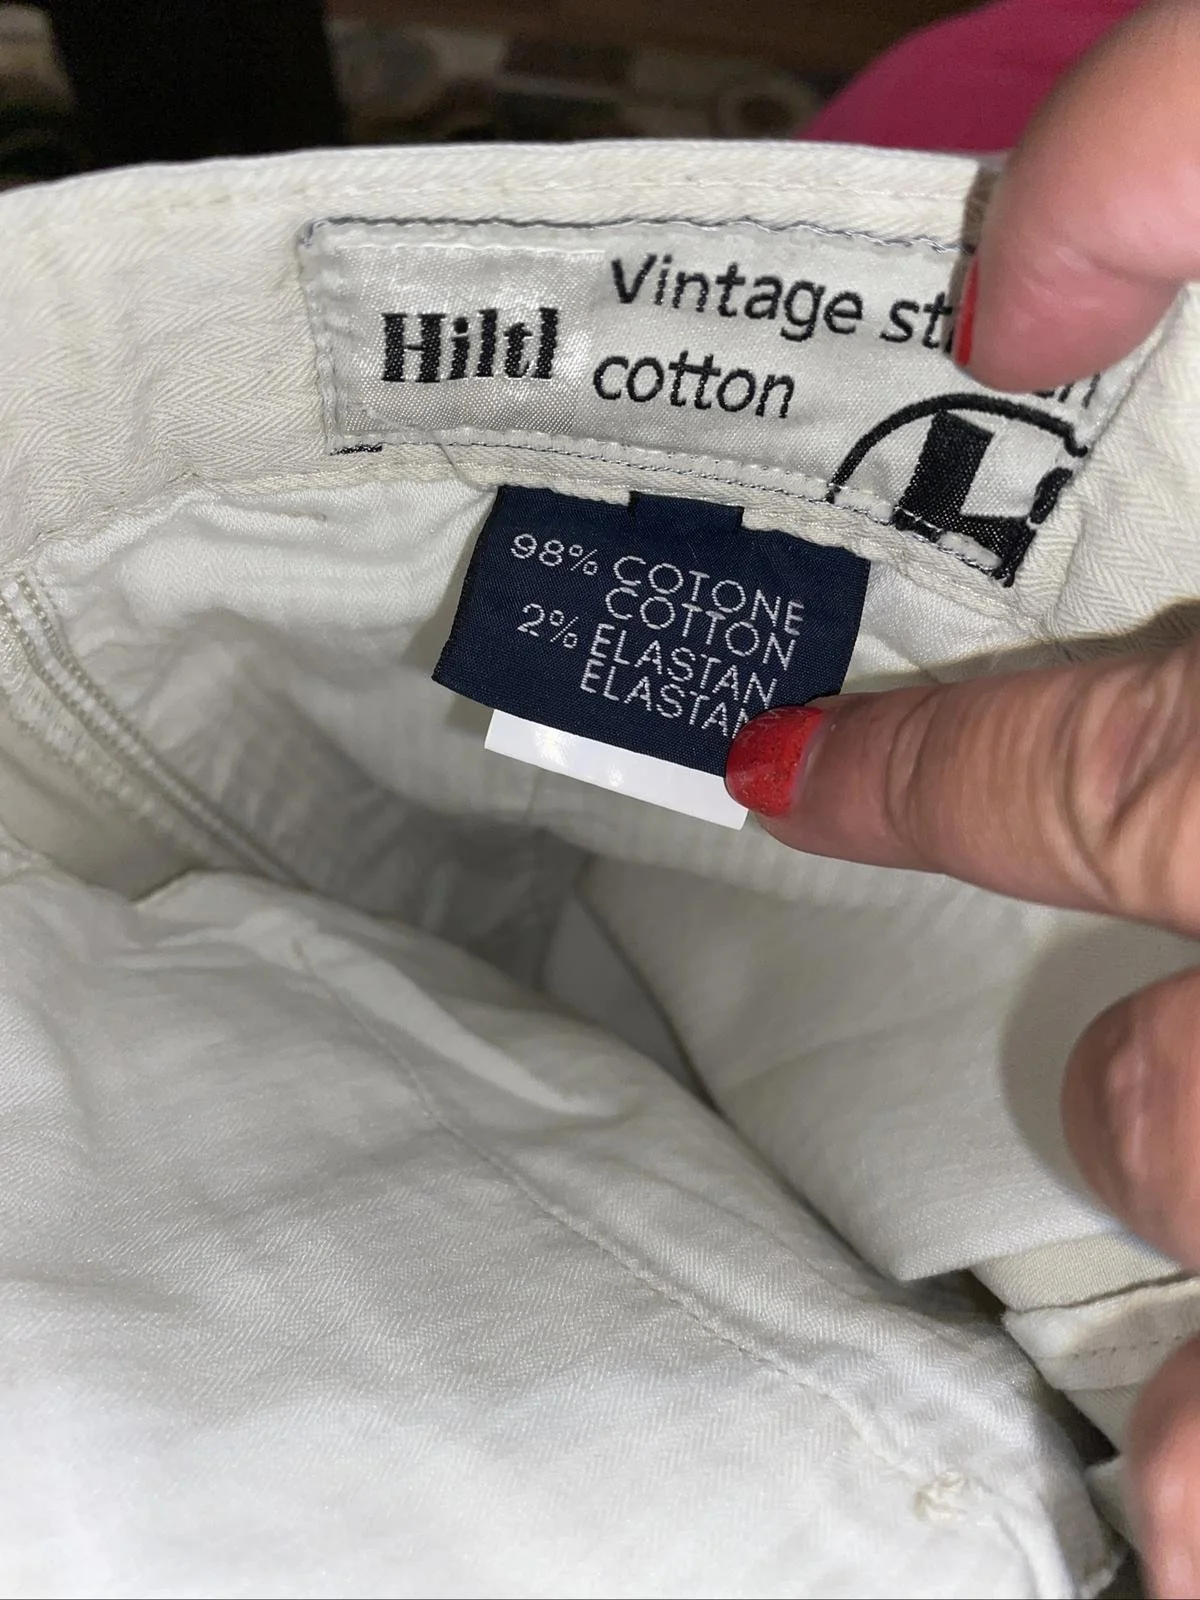 Hiltl
Vintage st
cotton
L
98% COTONE
COTTON
2% ELASTAN
ELASTAN